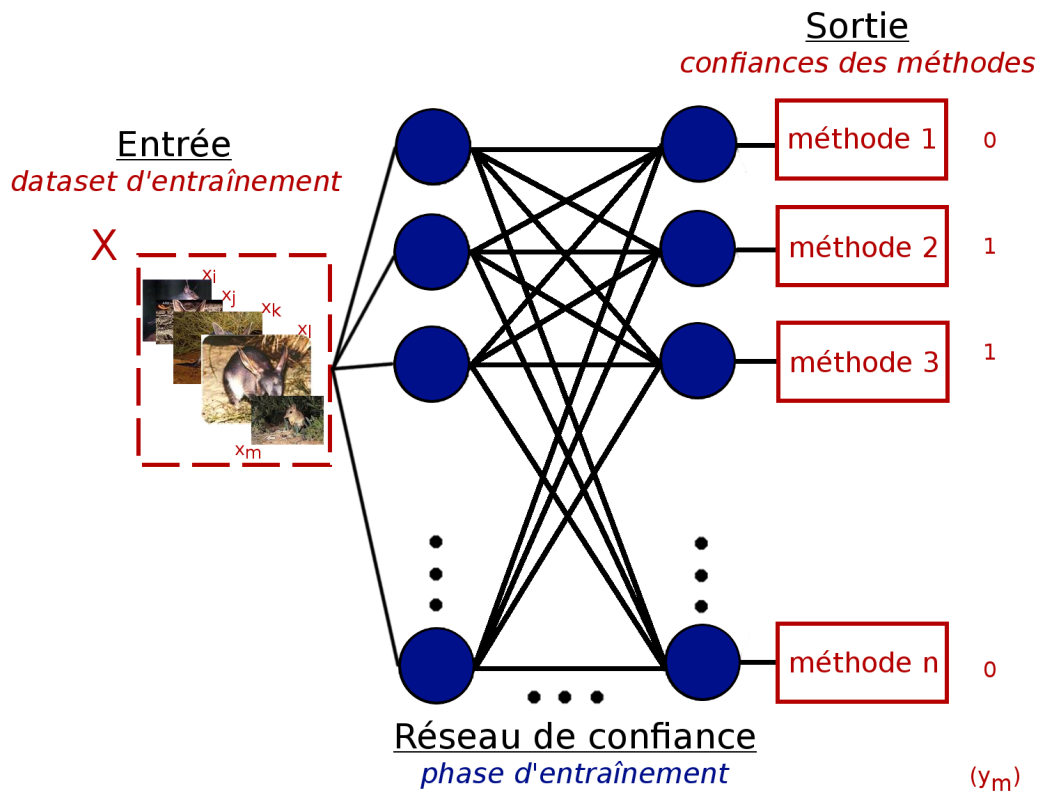 Sortie
confiances des méthodes
Entrée
dataset d'entraînement
X
xi
xj
xk
xl
xm
méthode 1
0
méthode 2
1
méthode 3
1
méthode n
0
Réseau de confiance
phase d'entraînement
(ym)